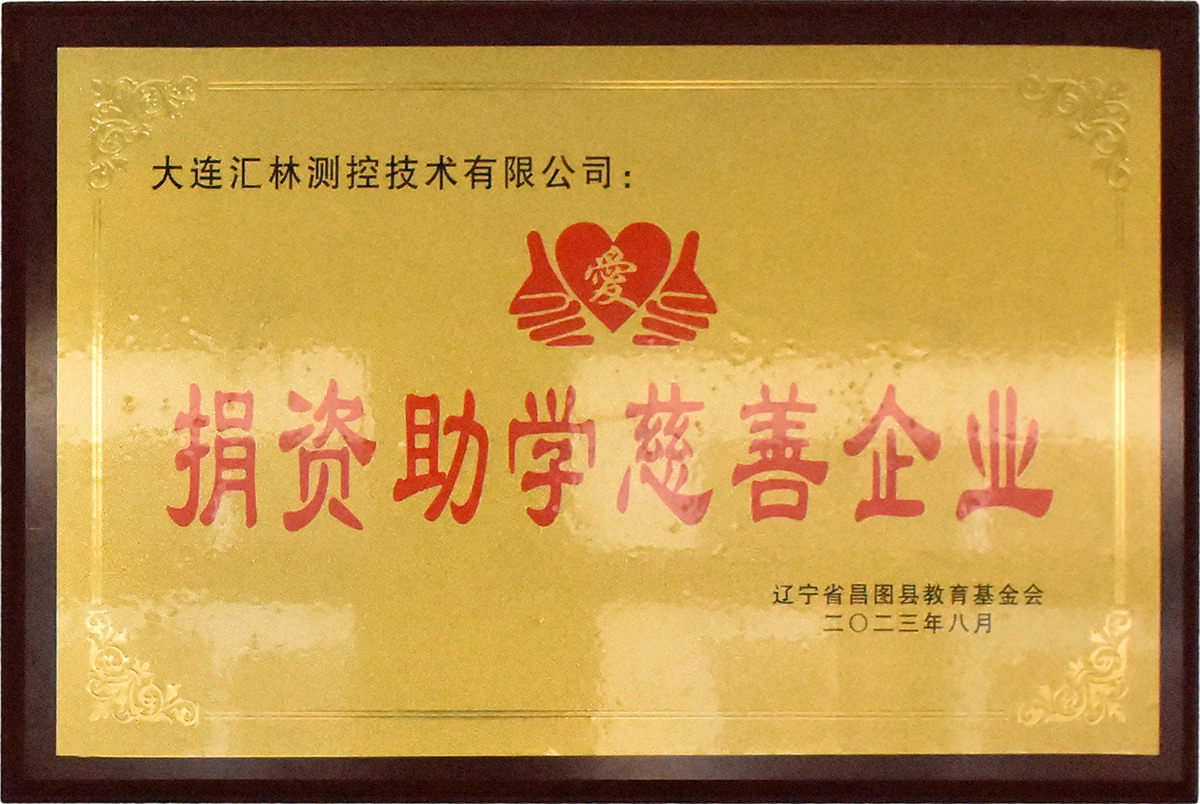 大连汇林测控技术有限公司：
愛
捐资助学慈善企业
辽宁省昌图县教育基金会
二〇二三年八月